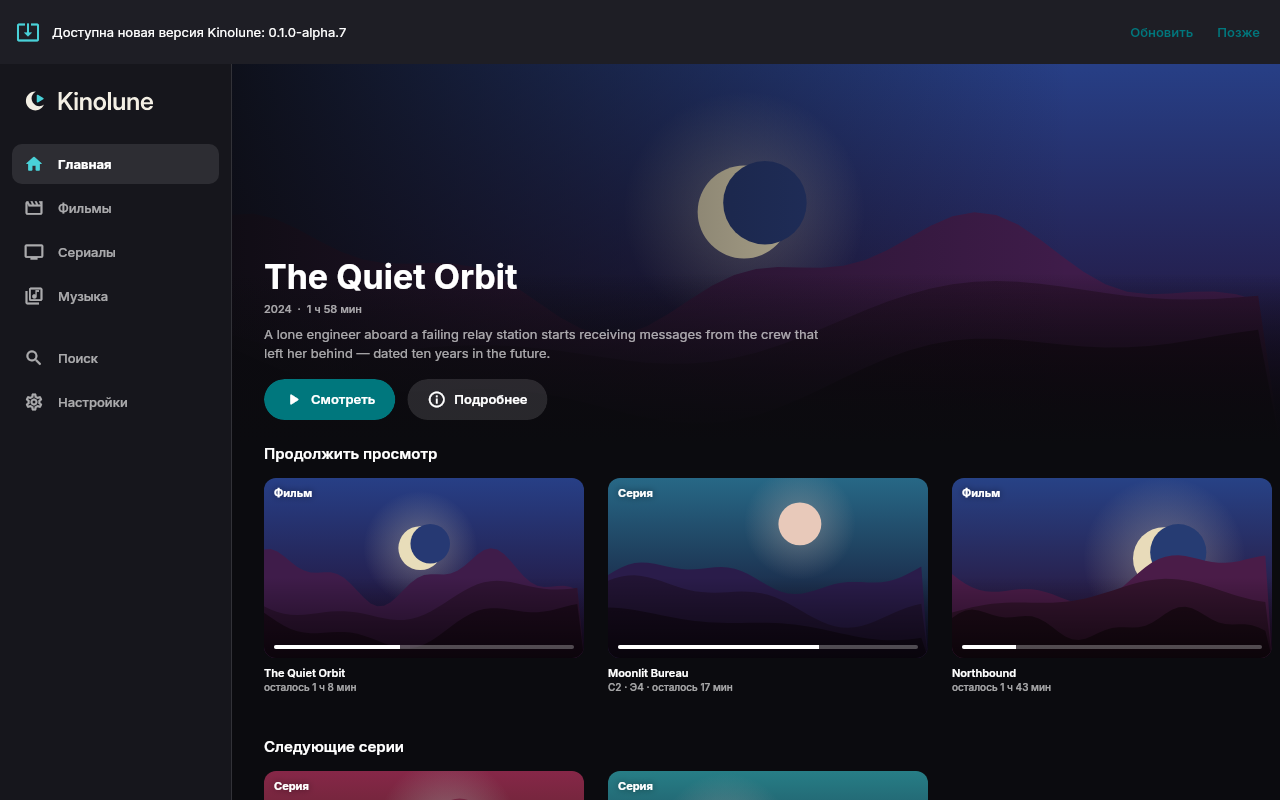 Доступна новая версия Kinolune: 0.1.0-alpha.7
Обновить
Позже
Kinolune
Главная
Фильмы
Сериалы
Музыка
Поиск
Настройки
The Quiet Orbit
2024 · 1 ч 58 мин
A lone engineer aboard a failing relay station starts receiving messages from the crew that
left her behind — dated ten years in the future.
Смотреть
Подробнее
Продолжить просмотр
Фильм
The Quiet Orbit
осталось 1 ч 8 мин
Серия
Moonlit Bureau
С2 · Э4 · осталось 17 мин
Фильм
Northbound
осталось 1 ч 43 мин
Следующие серии
Серия
Серия